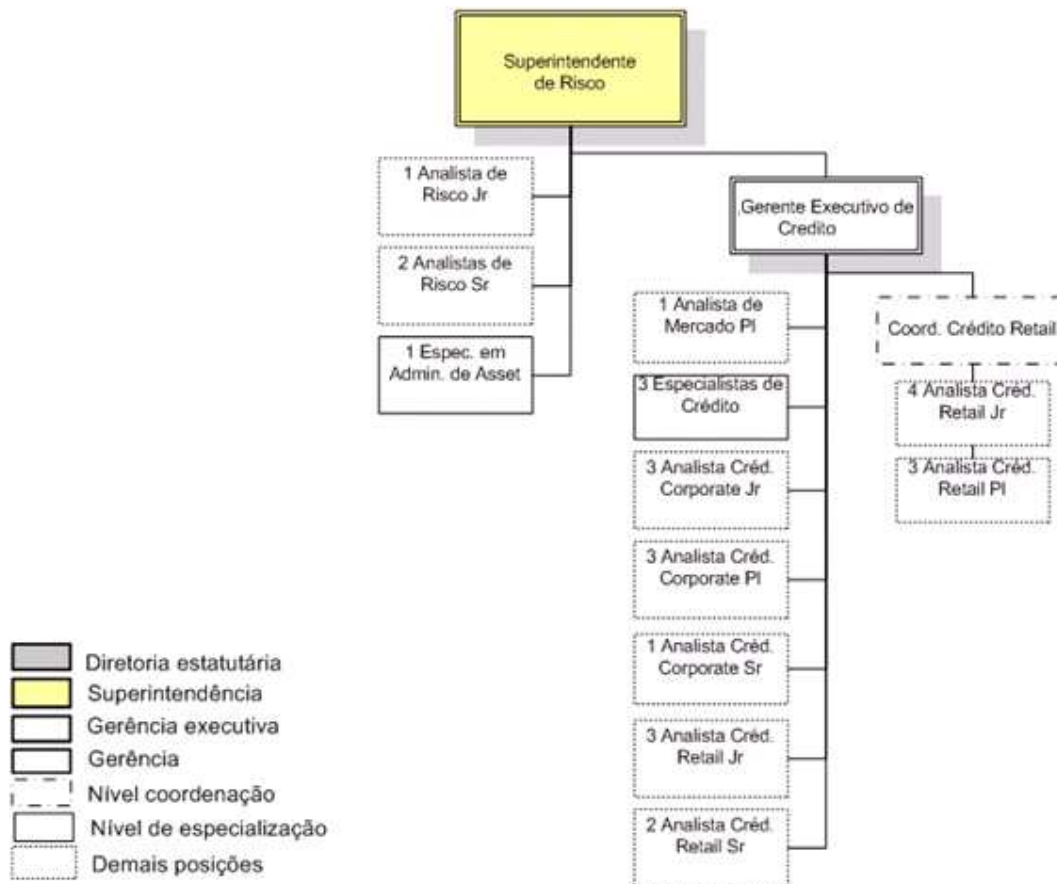 Superintendente
de Risco
1 Analista de
Risco Jr
2 Analistas de
Risco Sr
1 Espec. em
Admin. de Asset
,Gerente Executivo de
Credito
1 Analista de
Mercado Pl
3 Especialistas de
Crédito
3 Analista Créd.
Corporate Jr
3 Analista Créd.
Corporate Pl
1 Analista Créd.
Corporate Sr
3 Analista Créd.
Retail Jr
2 Analista Créd.
Retail Sr
Coord. Crédito Retail
4 Analista Créd.
Retail Jr
3 Analista Créd.
Retail Pl
Diretoria estatutária
Superintendência
Gerência executiva
Gerência
Nível coordenação
Nível de especialização
Demais posições